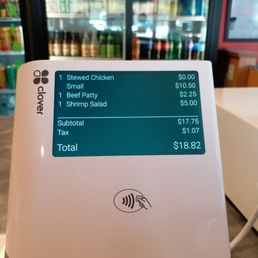 clover
1 Stewed Chicken $0.00
Small $10.50
1 Beef Patty $2.25
1 Shrimp Salad $5.00
Subtotal $17.75
Tax $1.07
Total $18.82